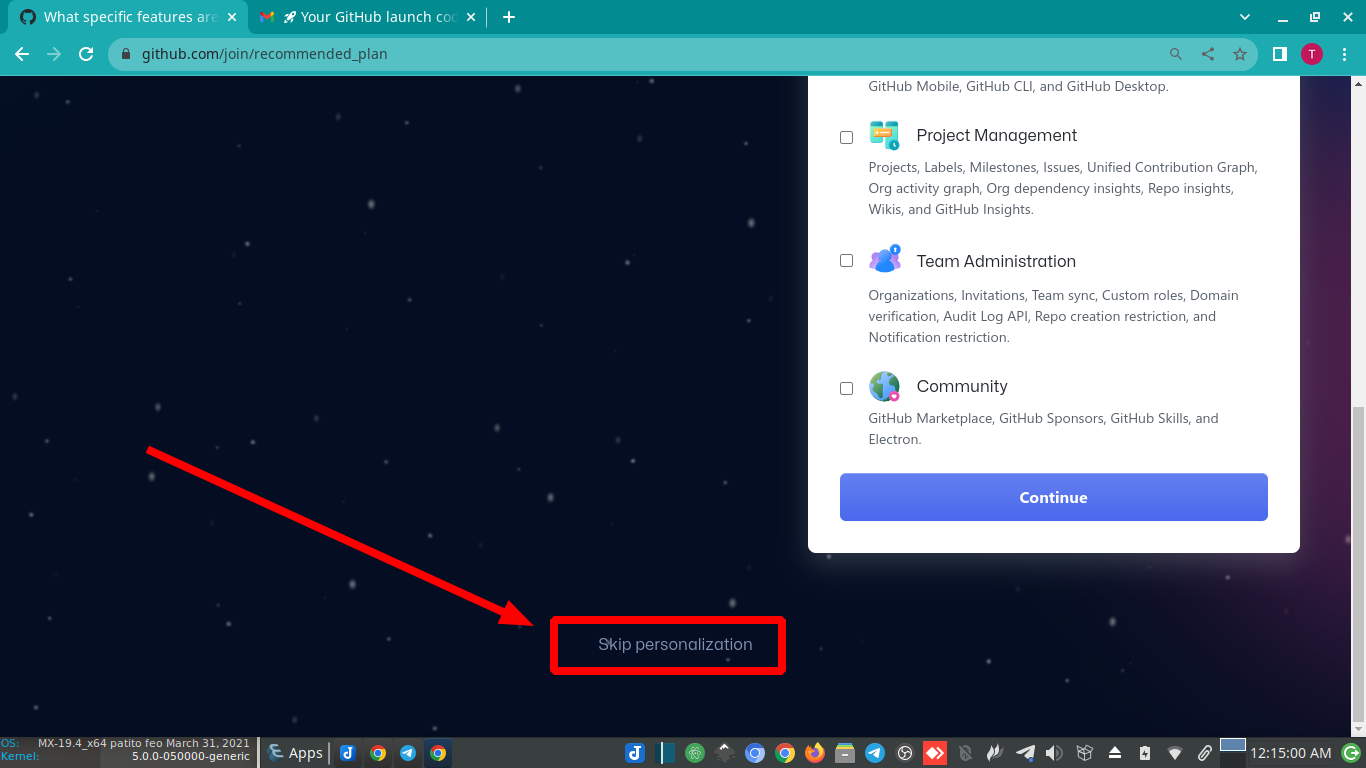 What specific features are
🚀 Your GitHub launch cod
github.com/join/recommended_plan
T
GitHub Mobile, GitHub CLI, and GitHub Desktop.
Project Management
Projects, Labels, Milestones, Issues, Unified Contribution Graph,
Org activity graph, Org dependency insights, Repo insights,
Wikis, and GitHub Insights.
Team Administration
Organizations, Invitations, Team sync, Custom roles, Domain
verification, Audit Log API, Repo creation restriction, and
Notification restriction.
Community
GitHub Marketplace, GitHub Sponsors, GitHub Skills, and
Electron.
Continue
Skip personalization
OS: MX-19.4_x64 patito feo March 31, 2021
Kernel: 5.0.0-050000-generic
Apps
12:15:00 AM